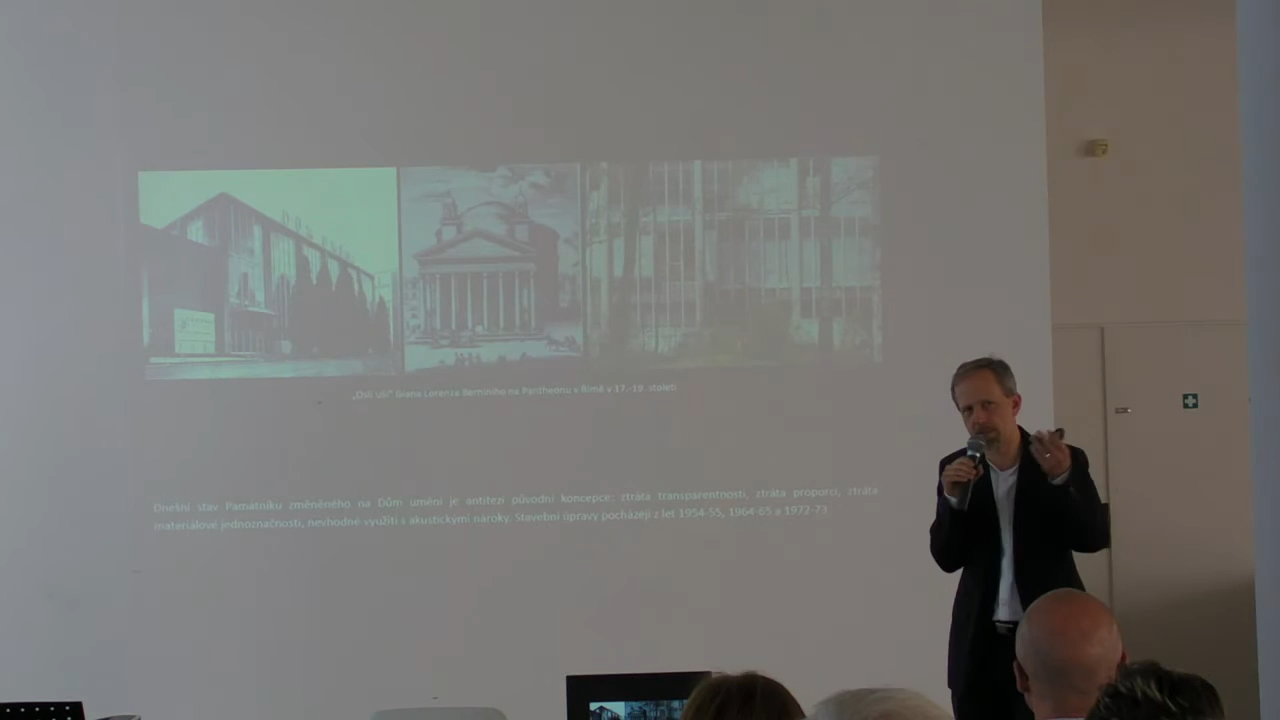 „Oslí uši“ Giana Lorenza Berniniho na Pantheonu v Římě v 17.-19. století
Dnešní stav Památníku změněného na Dům umění je antitezí původní koncepce: ztráta transparentnosti, ztráta proporcí, ztráta
materiálové jednoznačnosti, nevhodné využití s akustickými nároky. Stavební úpravy pocházejí z let 1954-55, 1964-65 a 1972-73